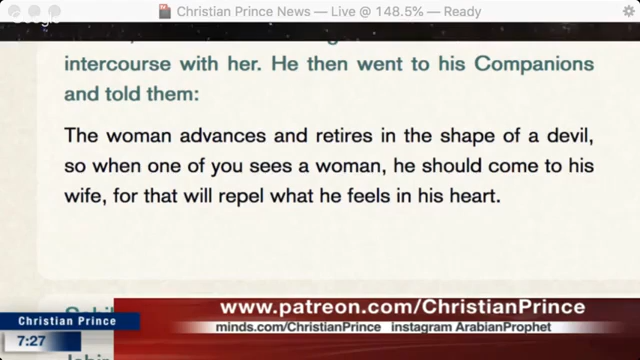 Christian Prince News — Live @ 148.5% — Ready
intercourse with her. He then went to his Companions
and told them:
The woman advances and retires in the shape of a devil,
so when one of you sees a woman, he should come to his
wife, for that will repel what he feels in his heart.
www.patreon.com/ChristianPrince
Christian Prince
minds.com/ChristianPrince instagram ArabianProphet
7:27